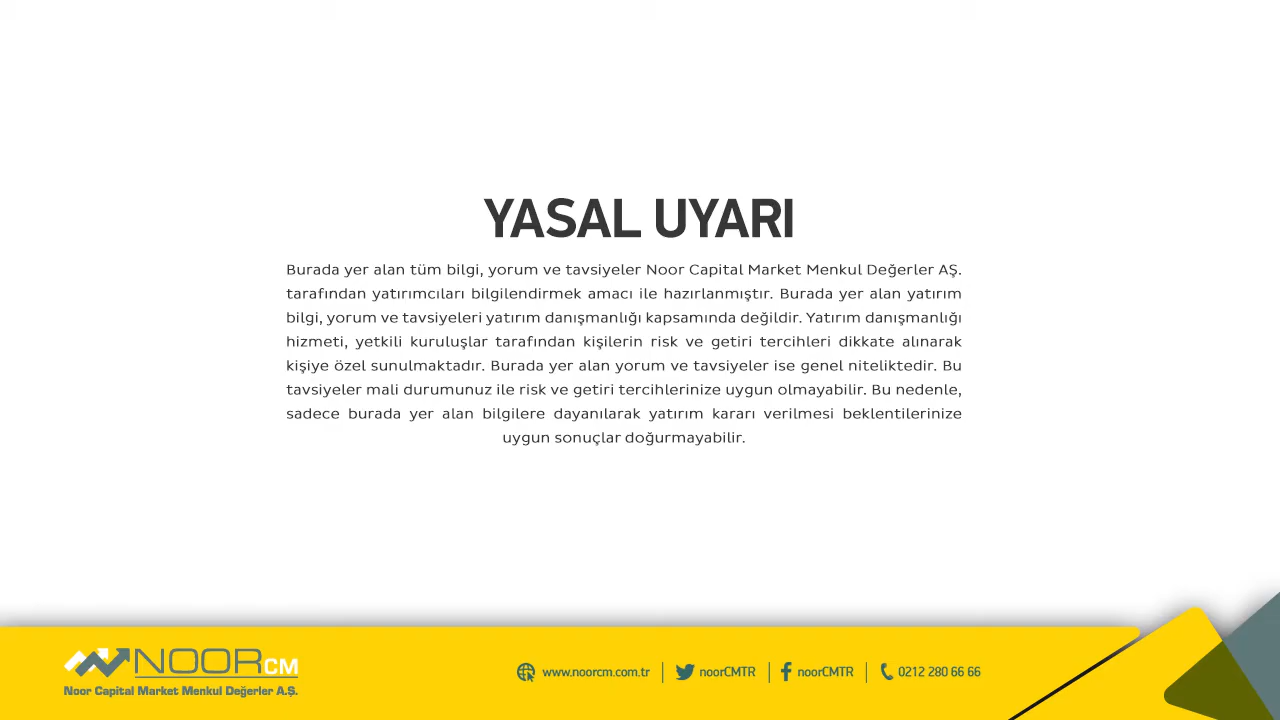 YASAL UYARI
Burada yer alan tüm bilgi, yorum ve tavsiyeler Noor Capital Market Menkul Değerler AŞ.
tarafından yatırımcıları bilgilendirmek amacı ile hazırlanmıştır. Burada yer alan yatırım
bilgi, yorum ve tavsiyeleri yatırım danışmanlığı kapsamında değildir. Yatırım danışmanlığı
hizmeti, yetkili kuruluşlar tarafından kişilerin risk ve getiri tercihleri dikkate alınarak
kişiye özel sunulmaktadır. Burada yer alan yorum ve tavsiyeler ise genel niteliktedir. Bu
tavsiyeler mali durumunuz ile risk ve getiri tercihlerinize uygun olmayabilir. Bu nedenle,
sadece burada yer alan bilgilere dayanılarak yatırım kararı verilmesi beklentilerinize
uygun sonuçlar doğurmayabilir.
NOORCM
Noor Capital Market Menkul Değerler A.Ş.
www.noorcm.com.tr | noorCMTR | noorCMTR | 0212 280 66 66